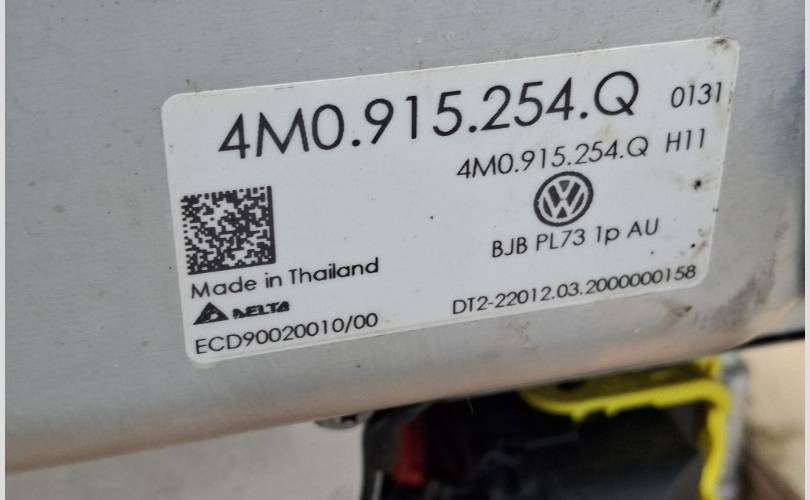 4M0.915.254.Q 0131
4M0.915.254.Q H11
BJB PL73 1p AU
Made in Thailand
DELTA
ECD90020010/00
DT2-22012.03.2000000158